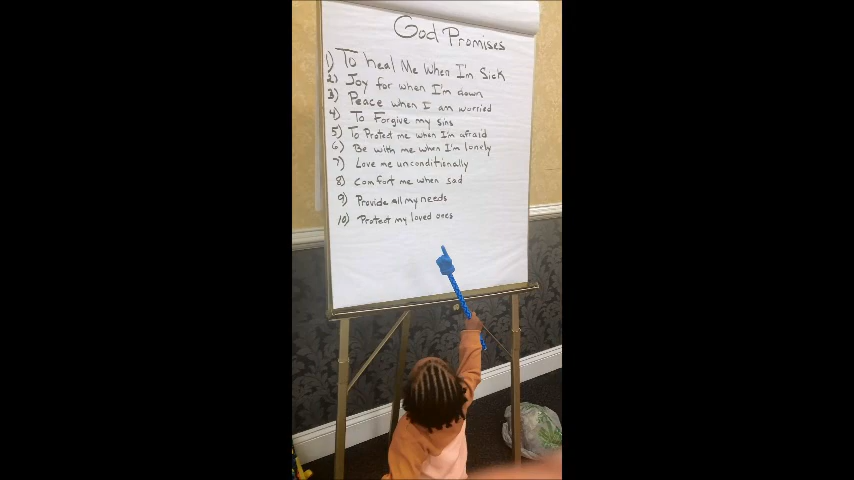 God Promises
1) To heal Me When I'm Sick
2) Joy for when I'm down
3) Peace when I am worried
4) To Forgive my sins
5) To Protect me when I'm afraid
6) Be with me when I'm lonely
7) Love me unconditionally
8) Comfort me when sad
9) Provide all my needs
10) Protect my loved ones